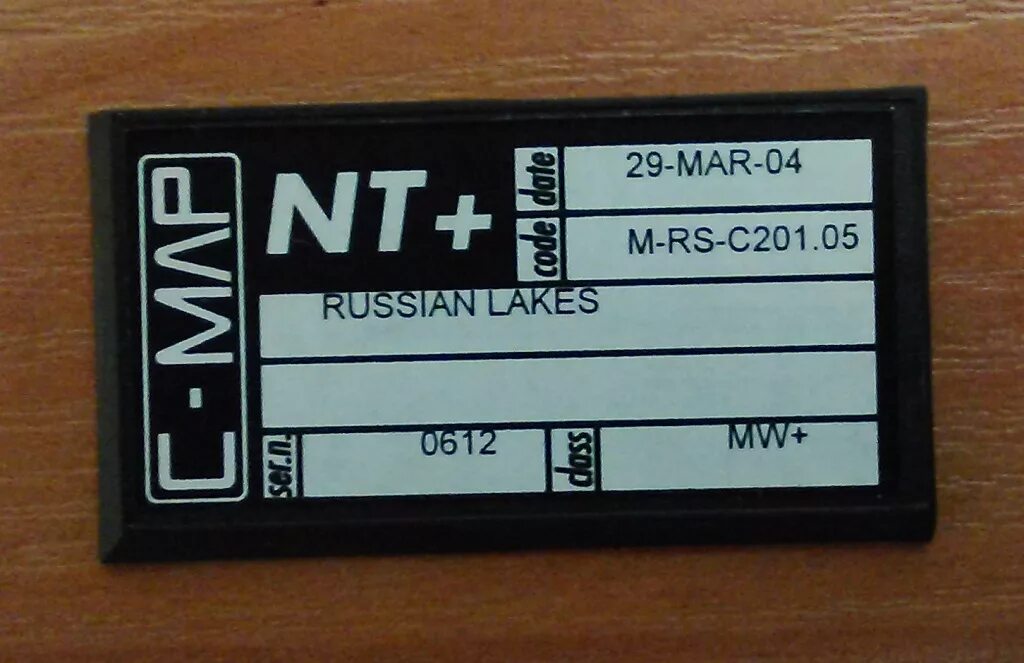 C-MAP
NT+
date 29-MAR-04
code M-RS-C201.05
RUSSIAN LAKES
ser.n. 0612 class MW+